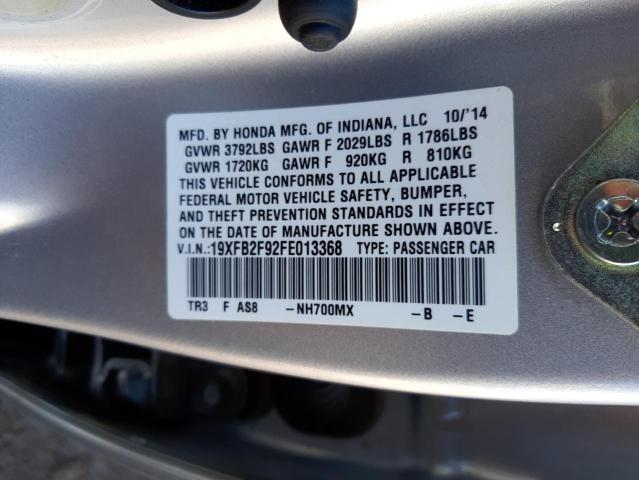 MFD. BY HONDA MFG. OF INDIANA, LLC 10/'14
GVWR 3792LBS GAWR F 2029LBS R 1786LBS
GVWR 1720KG GAWR F 920KG R 810KG
THIS VEHICLE CONFORMS TO ALL APPLICABLE
FEDERAL MOTOR VEHICLE SAFETY, BUMPER,
AND THEFT PREVENTION STANDARDS IN EFFECT
ON THE DATE OF MANUFACTURE SHOWN ABOVE.
V.I.N.:19XFB2F92FE013368 TYPE: PASSENGER CAR
TR3 F AS8 -NH700MX -B -E